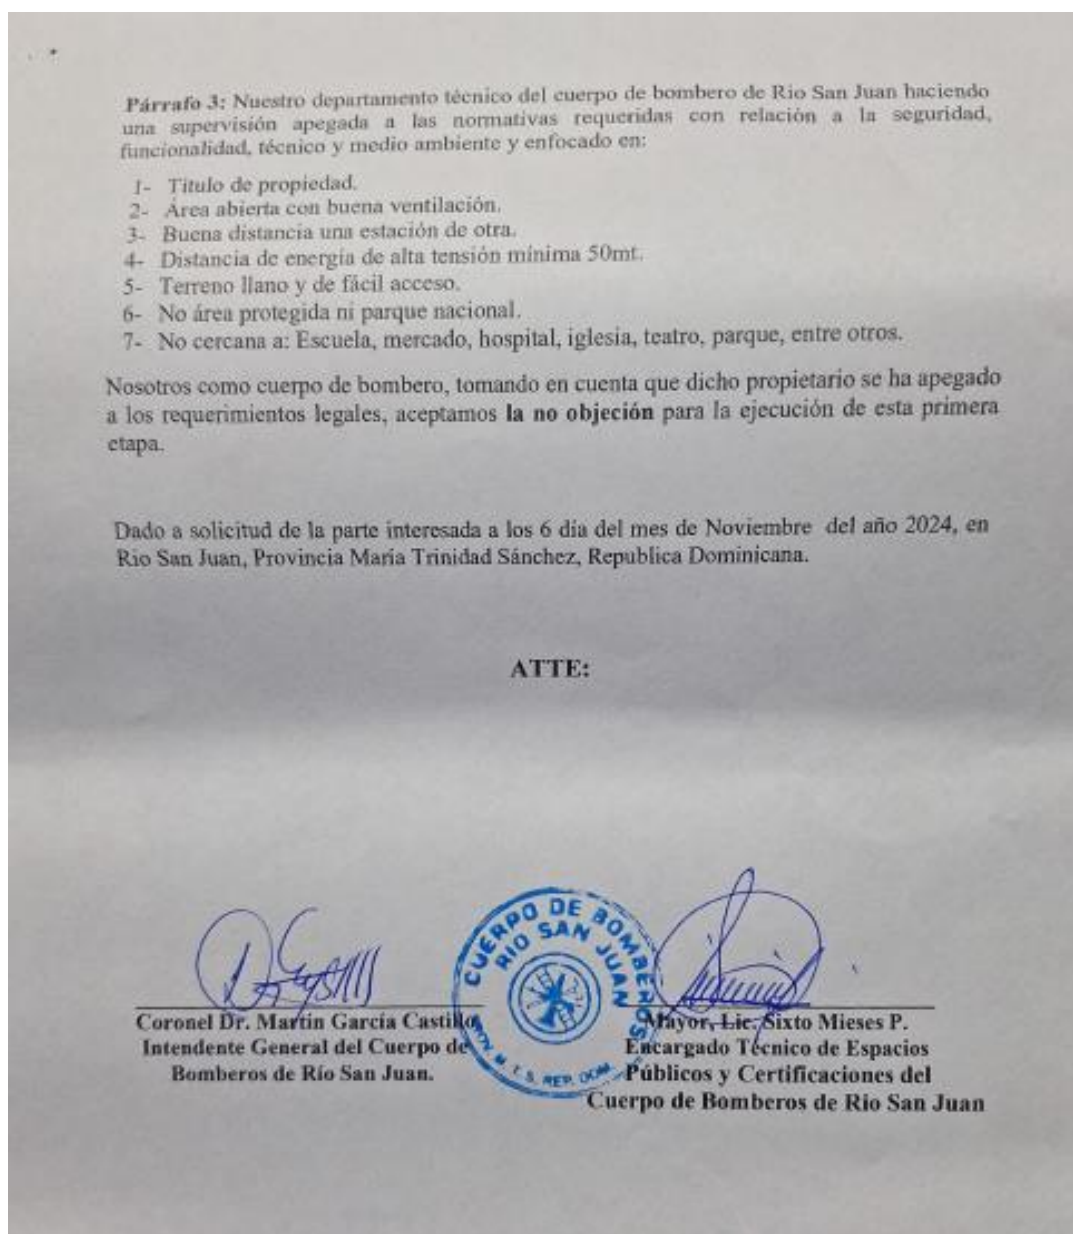 Párrafo 3: Nuestro departamento técnico del cuerpo de bombero de Rio San Juan haciendo
una supervisión apegada a las normativas requeridas con relación a la seguridad,
funcionalidad, técnico y medio ambiente y enfocado en:
1- Titulo de propiedad.
2- Área abierta con buena ventilación.
3- Buena distancia una estación de otra.
4- Distancia de energía de alta tensión mínima 50mt.
5- Terreno llano y de fácil acceso.
6- No área protegida ni parque nacional.
7- No cercana a: Escuela, mercado, hospital, iglesia, teatro, parque, entre otros.
Nosotros como cuerpo de bombero, tomando en cuenta que dicho propietario se ha apegado
a los requerimientos legales, aceptamos la no objeción para la ejecución de esta primera
etapa.
Dado a solicitud de la parte interesada a los 6 día del mes de Noviembre del año 2024, en
Rio San Juan, Provincia María Trinidad Sánchez, Republica Dominicana.
ATTE:
CUERPO DE BOMBEROS
RIO SAN JUAN
PROV. M. T. S. REP. DOM.
Coronel Dr. Martin García Castillo
Intendente General del Cuerpo de
Bomberos de Río San Juan.
Mayor, Lic. Sixto Mieses P.
Encargado Técnico de Espacios
Públicos y Certificaciones del
Cuerpo de Bomberos de Rio San Juan